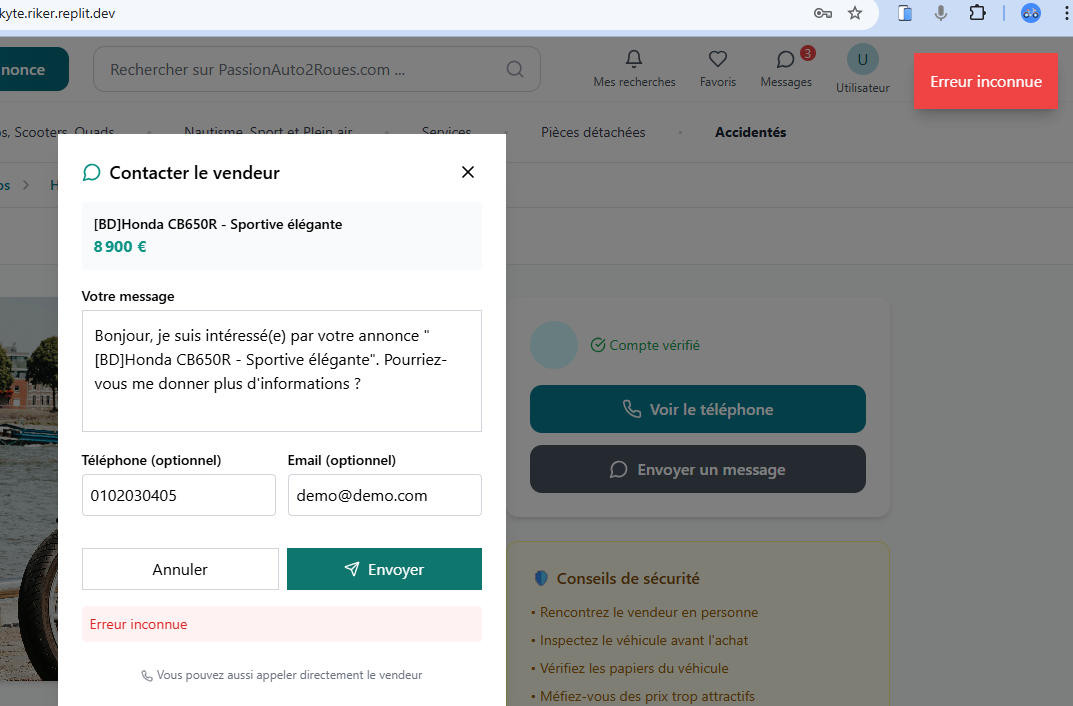 kyte.riker.replit.dev
nonce
Rechercher sur PassionAuto2Roues.com ...
Mes recherches
Favoris
3
Messages
U
Utilisateur
Erreur inconnue
os, Scooters, Quads
Nautisme, Sport et Plein air
Services
Pièces détachées
Accidentés
os > H
Contacter le vendeur
[BD]Honda CB650R - Sportive élégante
8 900 €
Votre message
Bonjour, je suis intéressé(e) par votre annonce "
[BD]Honda CB650R - Sportive élégante". Pourriez-
vous me donner plus d'informations ?
Téléphone (optionnel)
Email (optionnel)
0102030405
demo@demo.com
Annuler
Envoyer
Erreur inconnue
Vous pouvez aussi appeler directement le vendeur
Compte vérifié
Voir le téléphone
Envoyer un message
Conseils de sécurité
• Rencontrez le vendeur en personne
• Inspectez le véhicule avant l'achat
• Vérifiez les papiers du véhicule
• Méfiez-vous des prix trop attractifs